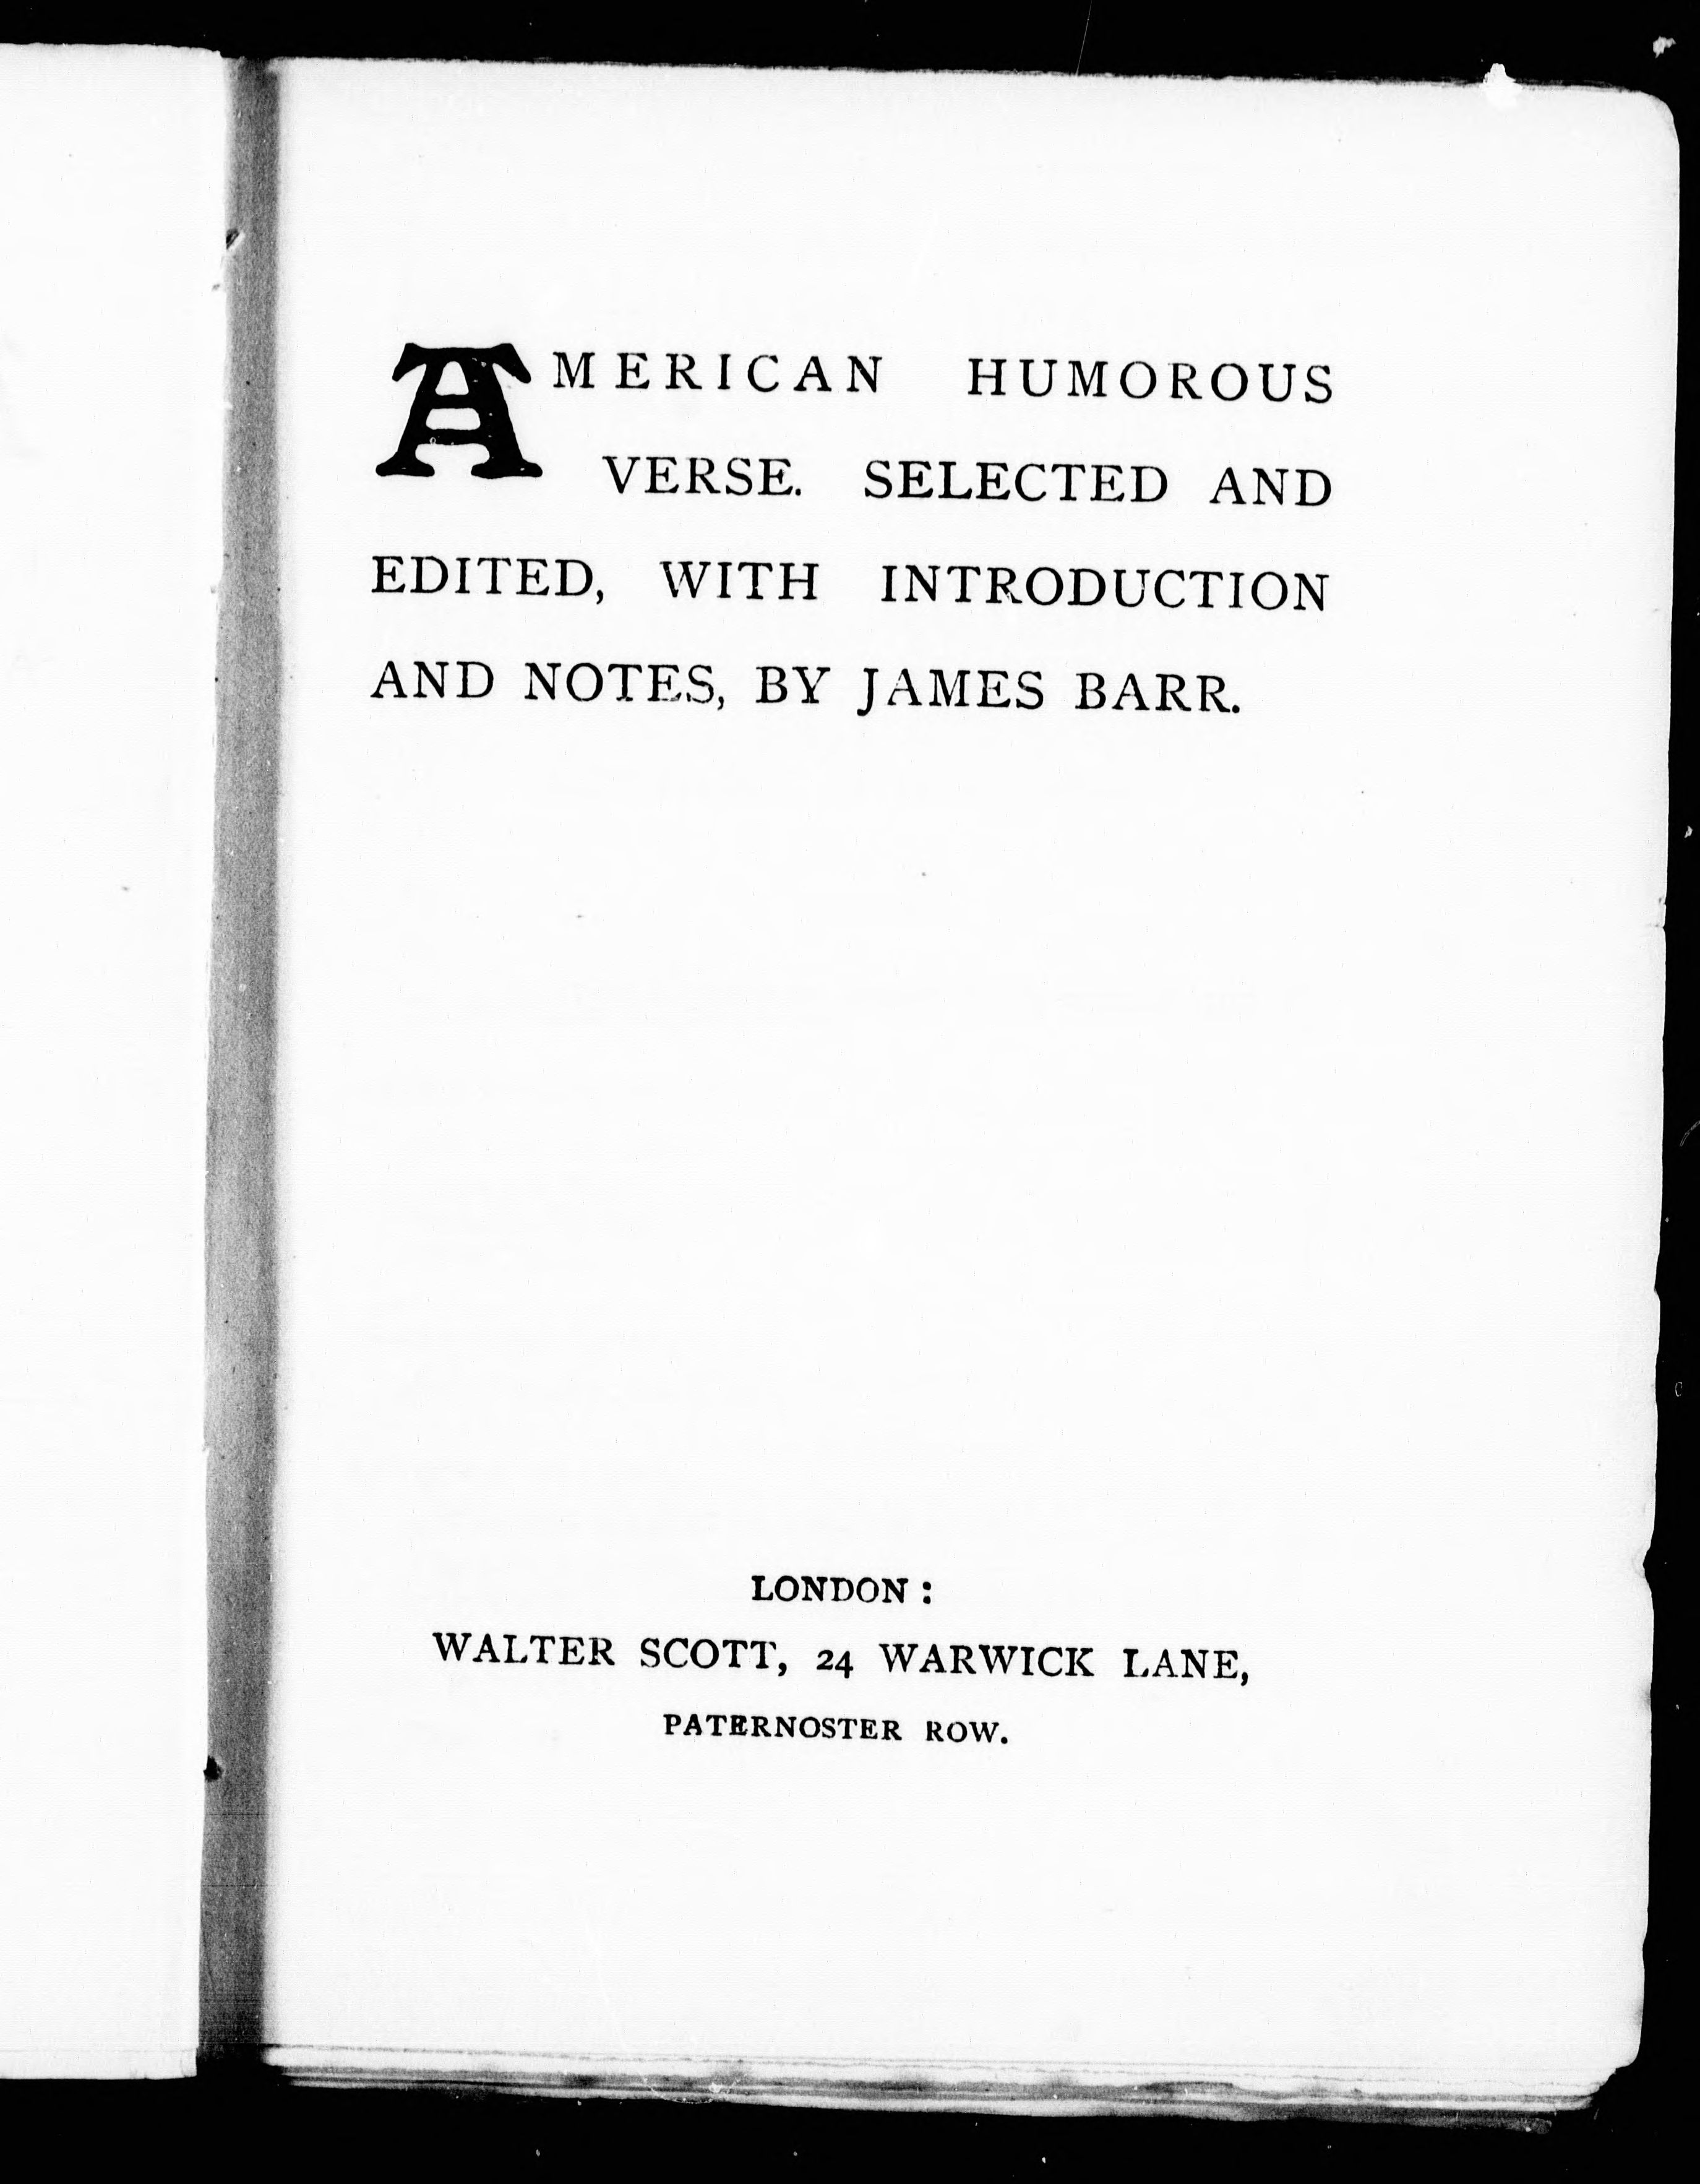 AMERICAN HUMOROUS
VERSE. SELECTED AND
EDITED, WITH INTRODUCTION
AND NOTES, BY JAMES BARR.
LONDON:
WALTER SCOTT, 24 WARWICK LANE,
PATERNOSTER ROW.